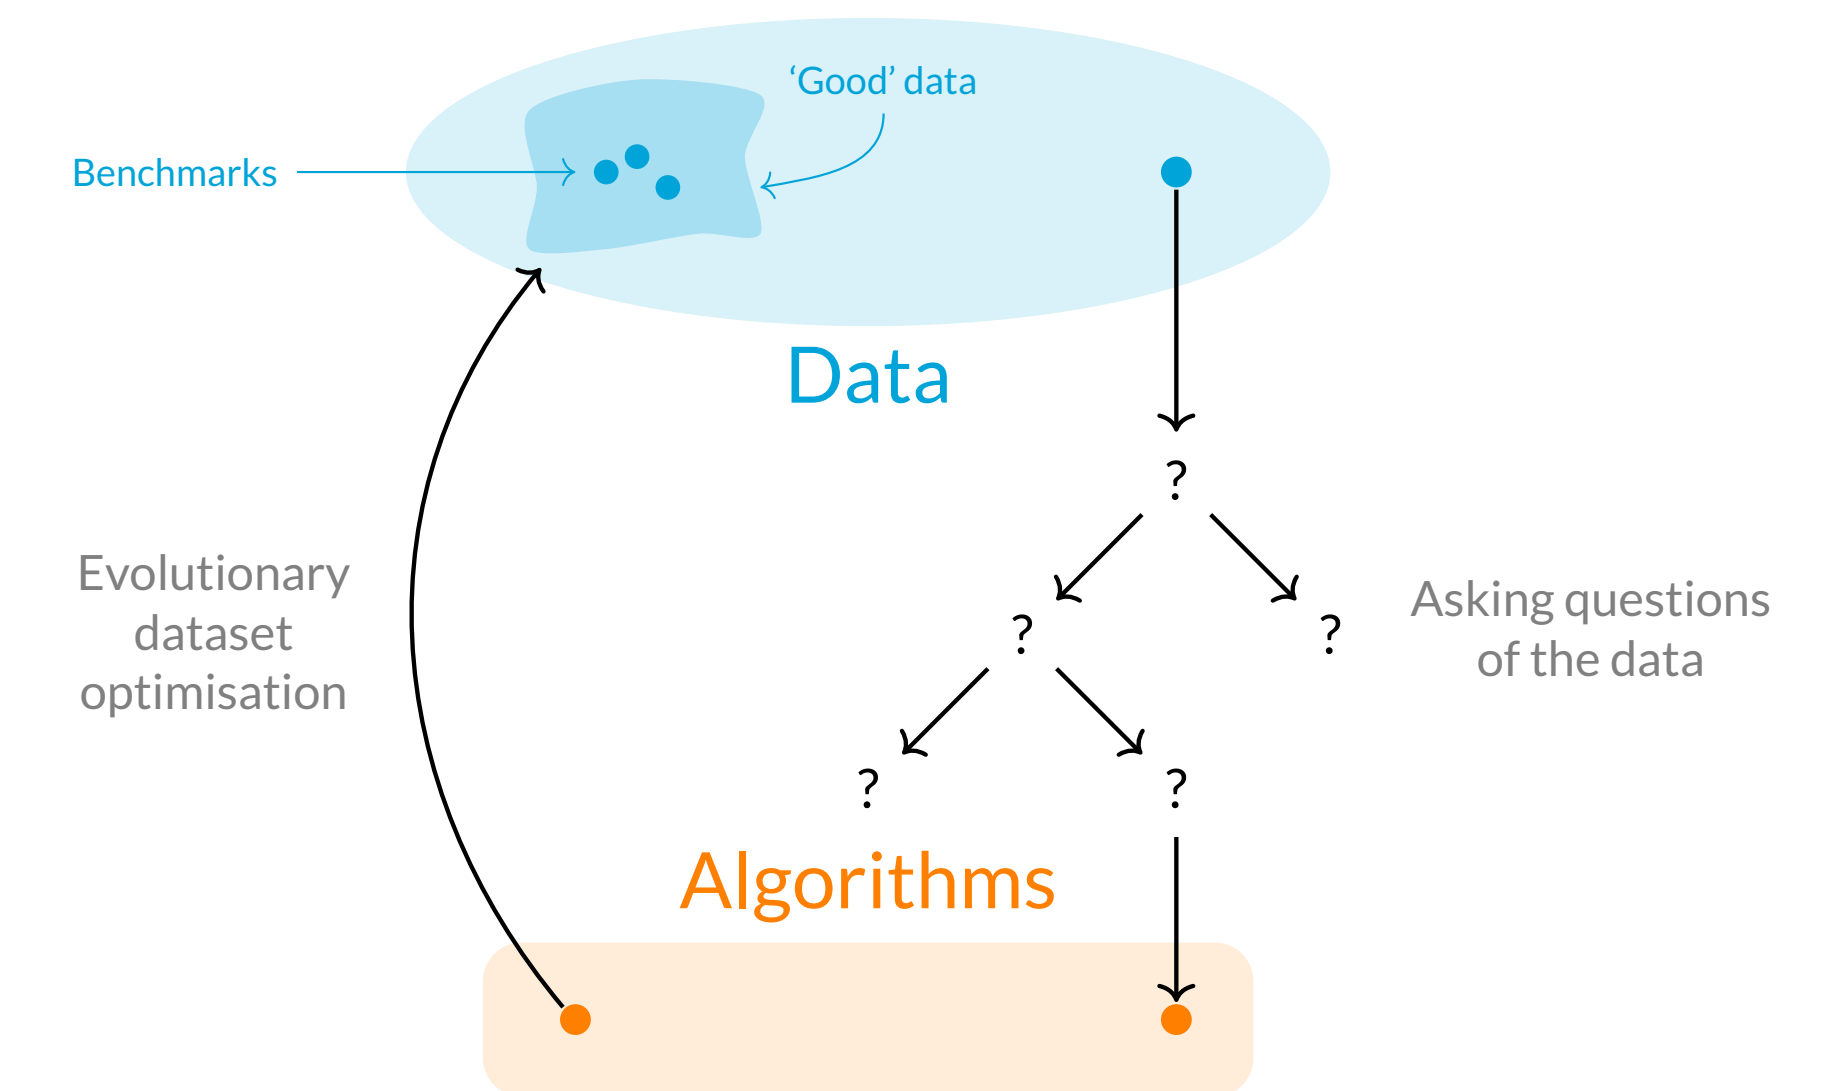 ‘Good’ data
Benchmarks
Data
?
Evolutionary
dataset
optimisation
?
?
Asking questions
of the data
?
?
Algorithms